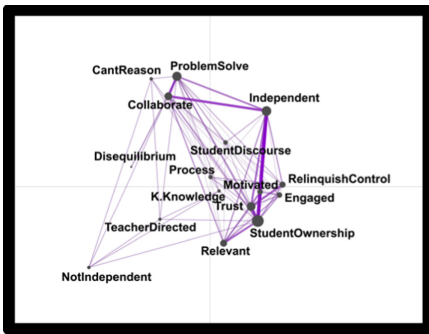 ProblemSolve
CantReason
Collaborate
Independent
StudentDiscourse
Disequilibrium
Process
Motivated
RelinquishControl
K.Knowledge
Engaged
Trust
TeacherDirected
StudentOwnership
Relevant
NotIndependent